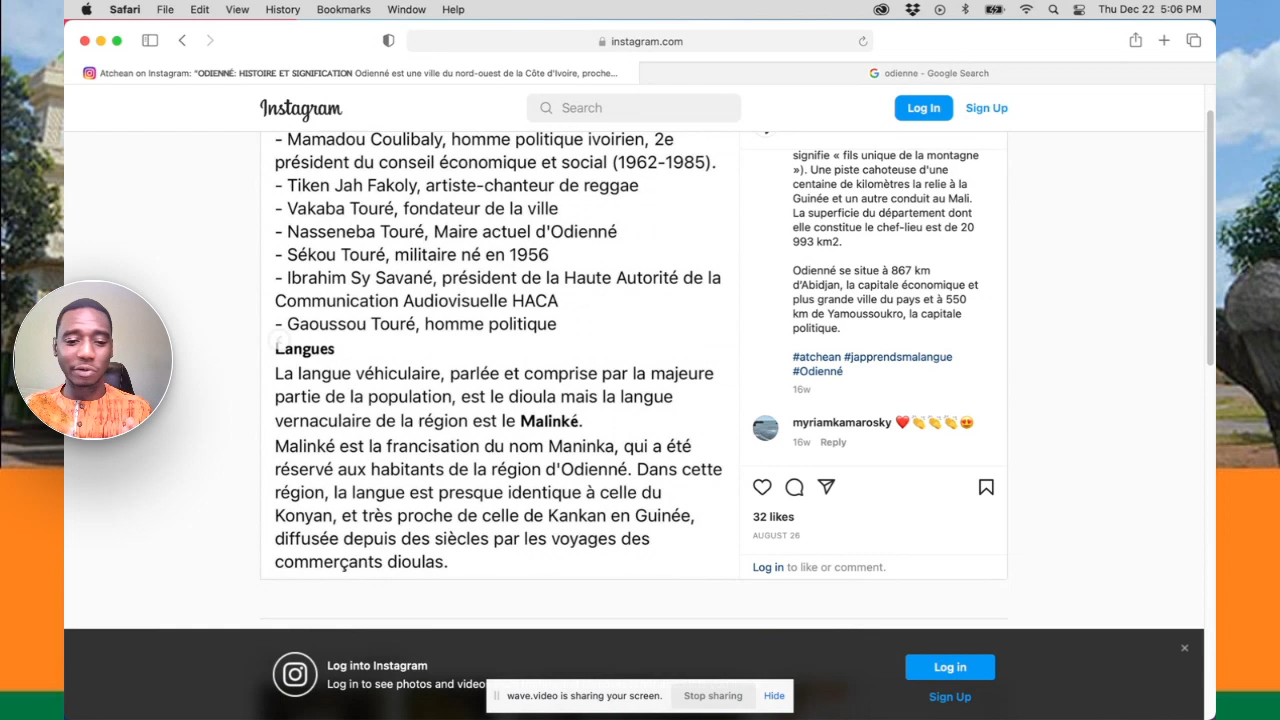 Safari File Edit View History Bookmarks Window Help Thu Dec 22 5:06 PM
instagram.com
Atchean on Instagram: "ODIENNÉ: HISTOIRE ET SIGNIFICATION Odienné est une ville du nord-ouest de la Côte d'Ivoire, proche...
odienne - Google Search
Instagram
Search
Log In
Sign Up
- Mamadou Coulibaly, homme politique ivoirien, 2e
président du conseil économique et social (1962-1985).
- Tiken Jah Fakoly, artiste-chanteur de reggae
- Vakaba Touré, fondateur de la ville
- Nasseneba Touré, Maire actuel d'Odienné
- Sékou Touré, militaire né en 1956
- Ibrahim Sy Savané, président de la Haute Autorité de la
Communication Audiovisuelle HACA
- Gaoussou Touré, homme politique
Langues
La langue véhiculaire, parlée et comprise par la majeure
partie de la population, est le dioula mais la langue
vernaculaire de la région est le Malinké.
Malinké est la francisation du nom Maninka, qui a été
réservé aux habitants de la région d'Odienné. Dans cette
région, la langue est presque identique à celle du
Konyan, et très proche de celle de Kankan en Guinée,
diffusée depuis des siècles par les voyages des
commerçants dioulas.
signifie « fils unique de la montagne
»). Une piste cahoteuse d'une
centaine de kilomètres la relie à la
Guinée et un autre conduit au Mali.
La superficie du département dont
elle constitue le chef-lieu est de 20
993 km2.
Odienné se situe à 867 km
d'Abidjan, la capitale économique et
plus grande ville du pays et à 550
km de Yamoussoukro, la capitale
politique.
#atchean #japprendsmalangue
#Odienné
16w
myriamkamarosky ❤️👏👏👏😍
16w Reply
32 likes
AUGUST 26
Log in to like or comment.
Log into Instagram
Log in to see photos and video
Log in
Sign Up
wave.video is sharing your screen.
Stop sharing
Hide